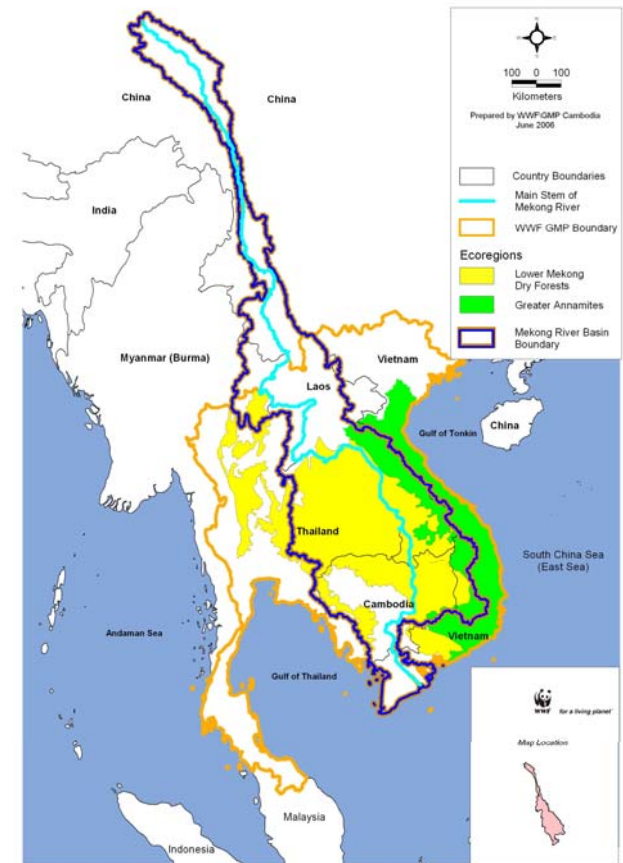 China
China
India
Myanmar (Burma)
Laos
Vietnam
China
Gulf of Tonkin
Thailand
South China Sea
(East Sea)
Cambodia
Vietnam
Andaman Sea
Gulf of Thailand
Malaysia
Indonesia
100 0 100
Kilometers
Prepared by WWF\GMP Cambodia
June 2006
Country Boundaries
Main Stem of
Mekong River
WWF GMP Boundary
Ecoregions
Lower Mekong
Dry Forests
Greater Annamites
Mekong River Basin
Boundary
WWF
for a living planet
Map Location